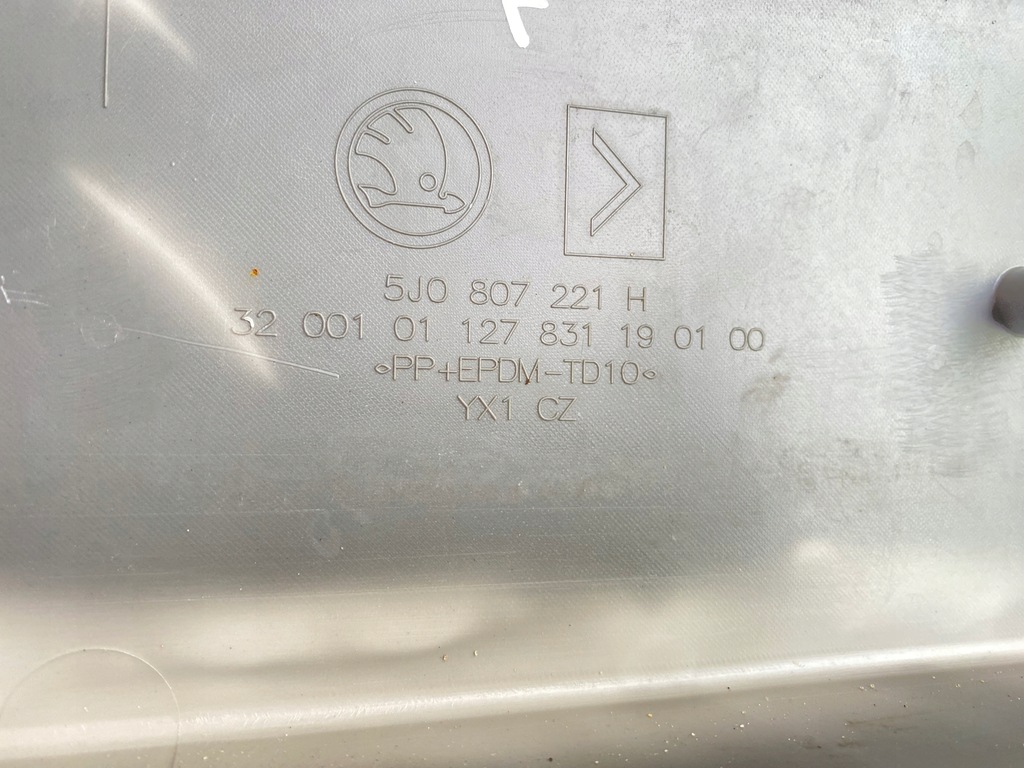 5J0 807 221 H
32 001 01 127 831 19 01 00
>PP+EPDM-TD10<
YX1 CZ